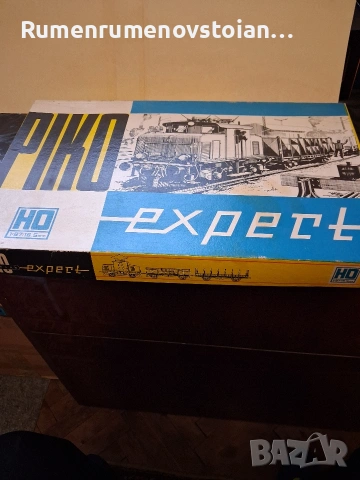 Rumenrumenovstoian...
PIKO
HO
expert
expert
HO
BAZAR